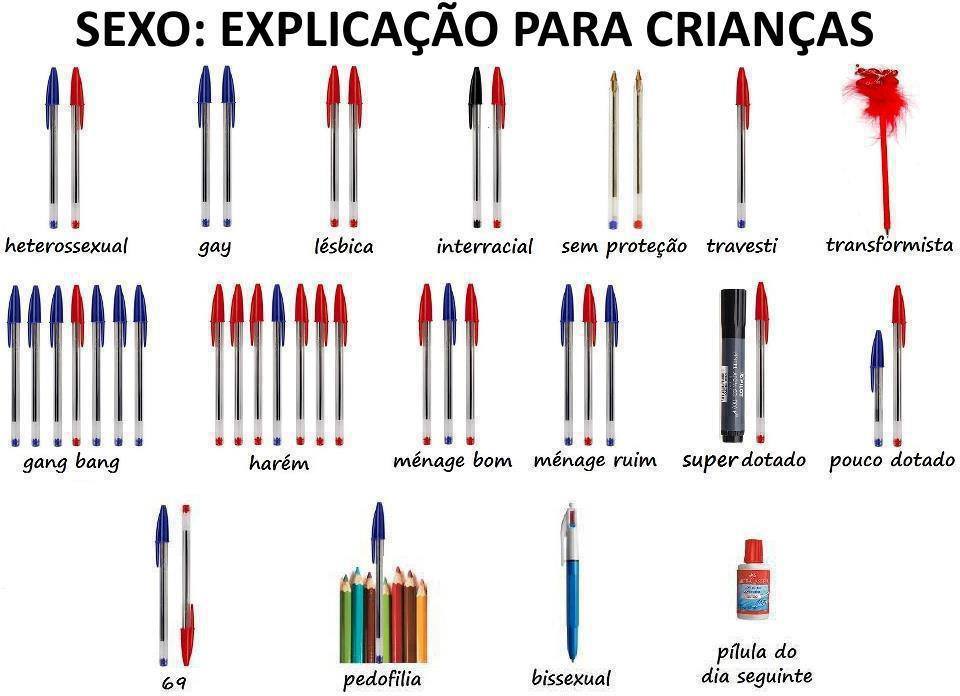 SEXO: EXPLICAÇÃO PARA CRIANÇAS
heterossexual
gay
lésbica
interracial
sem proteção
travesti
transformista
gang bang
harém
ménage bom
ménage ruim
super dotado
pouco dotado
69
pedofilia
bissexual
pílula do
dia seguinte